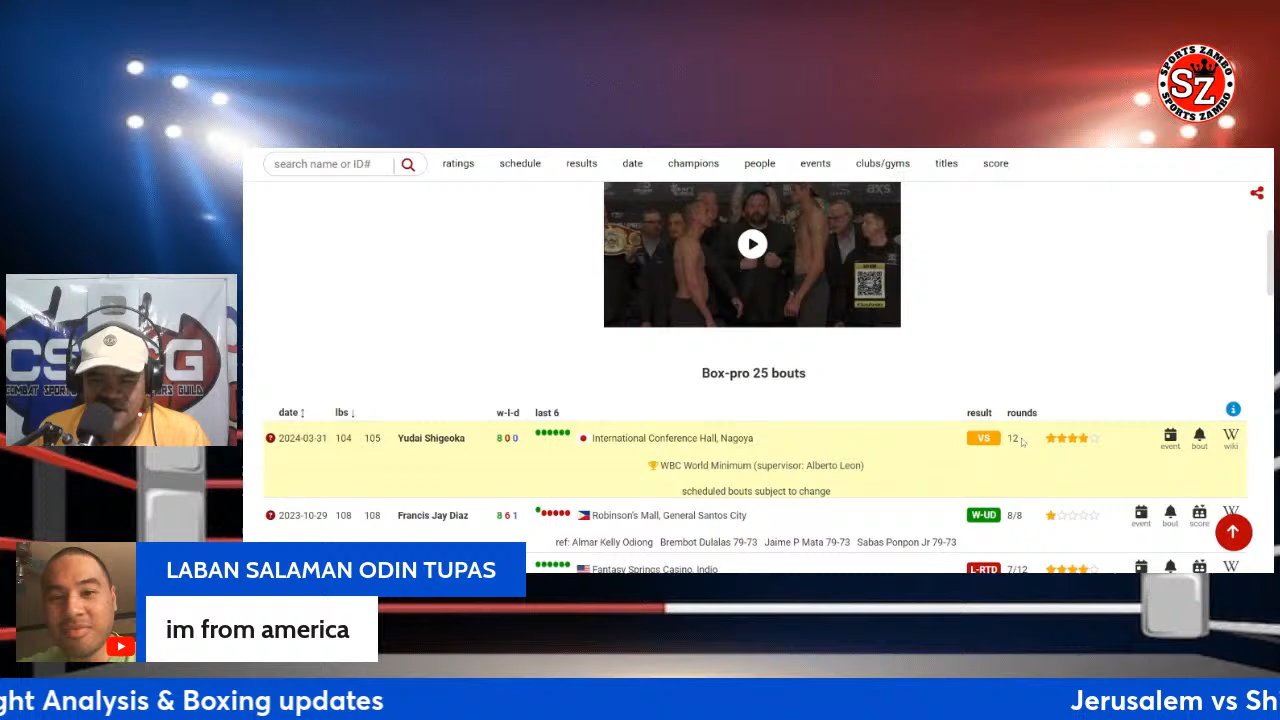 SPORTS ZAMBO
SZ
SPORTS ZAMBO
search name or ID#
ratings
schedule
results
date
champions
people
events
clubs/gyms
titles
score
axs
Box-pro 25 bouts
date lbs w-l-d last 6 result rounds
2024-03-31 104 105 Yudai Shigeoka 8 0 0 International Conference Hall, Nagoya VS 12
event bout wiki
WBC World Minimum (supervisor: Alberto Leon)
scheduled bouts subject to change
2023-10-29 108 108 Francis Jay Diaz 8 6 1 Robinson's Mall, General Santos City W-UD 8/8
event bout score
ref: Almar Kelly Odiong Brembot Dulalas 79-73 Jaime P Mata 79-73 Sabas Ponpon Jr 79-73
Fantasy Springs Casino, Indio L-RTD 7/12
CS G
COMBAT SPORT RS GUILD
LABAN SALAMAN ODIN TUPAS
im from america
ght Analysis & Boxing updates
Jerusalem vs Sh